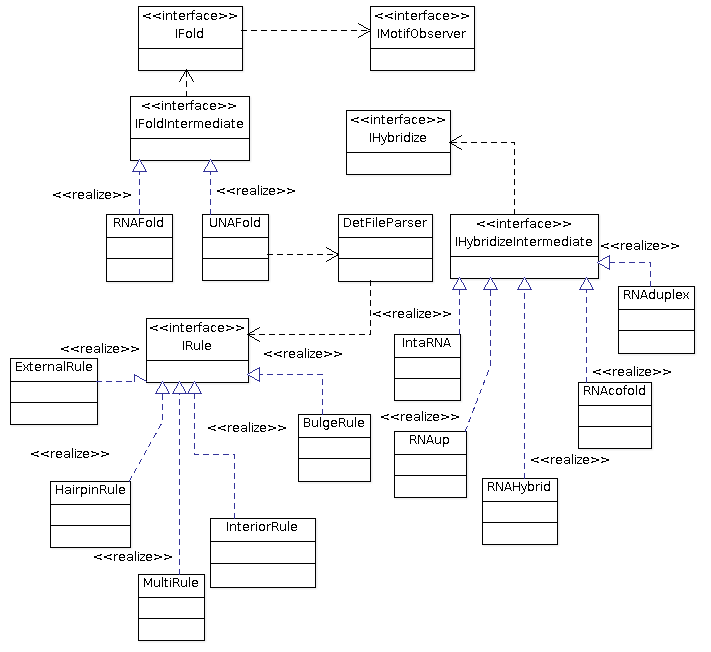 <<interface>>
IFold
<<interface>>
IMotifObserver
<<interface>>
IFoldIntermediate
<<interface>>
IHybridize
<<realize>>
<<realize>>
RNAFold
UNAFold
DetFileParser
<<interface>>
IHybridizeIntermediate
<<realize>>
RNAduplex
<<realize>>
<<interface>>
IRule
IntaRNA
<<realize>>
<<realize>>
ExternalRule
<<realize>>
RNAcofold
<<realize>>
BulgeRule
<<realize>>
<<realize>>
RNAup
<<realize>>
<<realize>>
HairpinRule
RNAHybrid
InteriorRule
<<realize>>
MultiRule